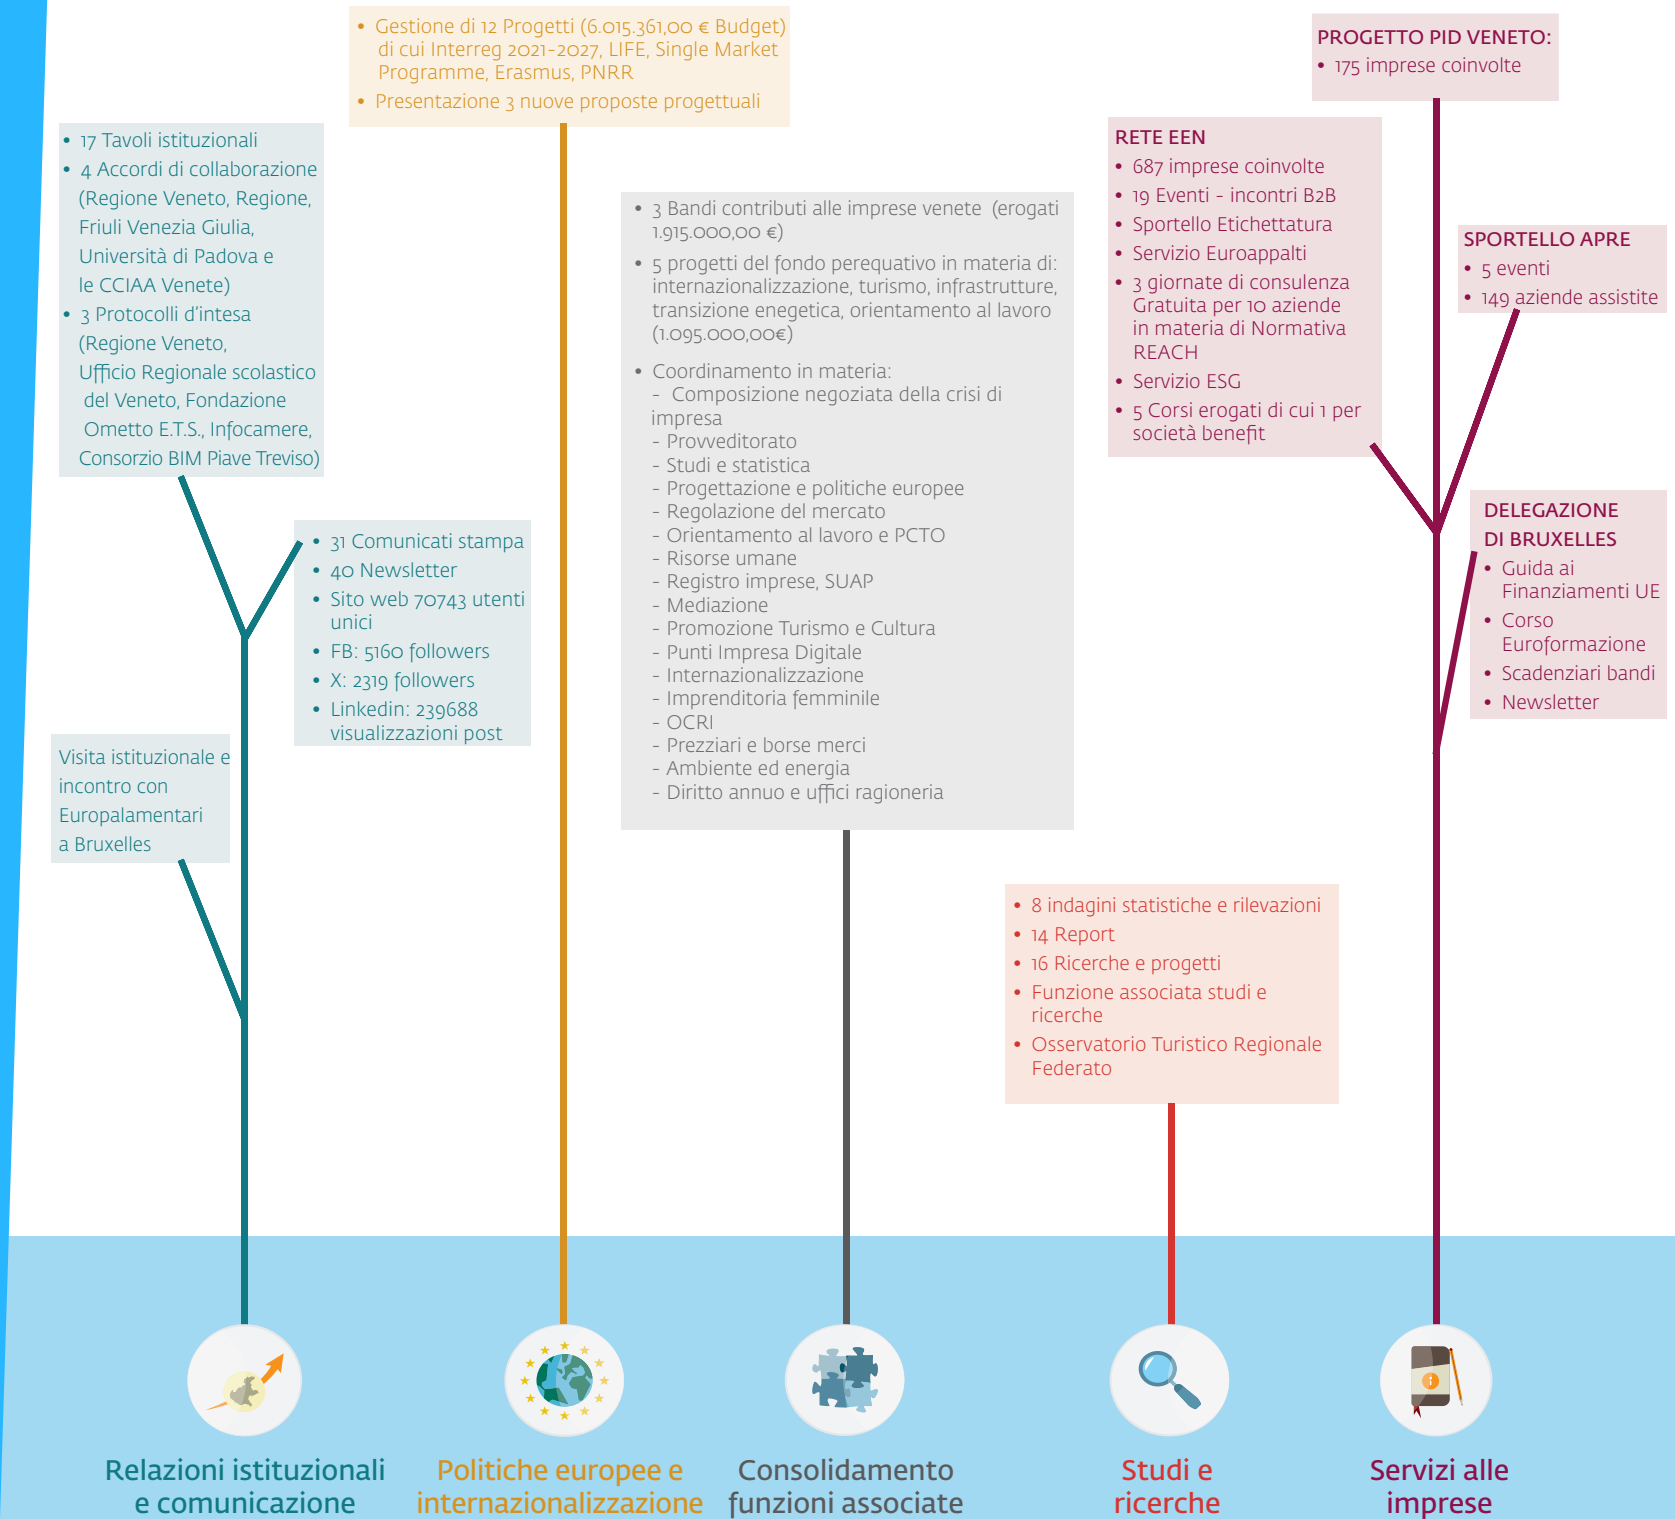 • Gestione di 12 Progetti (6.015.361,00 € Budget)
di cui Interreg 2021-2027, LIFE, Single Market
Programme, Erasmus, PNRR
• Presentazione 3 nuove proposte progettuali
PROGETTO PID VENETO:
• 175 imprese coinvolte
• 17 Tavoli istituzionali
• 4 Accordi di collaborazione
(Regione Veneto, Regione,
Friuli Venezia Giulia,
Università di Padova e
le CCIAA Venete)
• 3 Protocolli d'intesa
(Regione Veneto,
Ufficio Regionale scolastico
del Veneto, Fondazione
Ometto E.T.S., Infocamere,
Consorzio BIM Piave Treviso)
RETE EEN
• 687 imprese coinvolte
• 19 Eventi - incontri B2B
• Sportello Etichettatura
• Servizio Euroappalti
• 3 giornate di consulenza
Gratuita per 10 aziende
in materia di Normativa
REACH
• Servizio ESG
• 5 Corsi erogati di cui 1 per
società benefit
• 3 Bandi contributi alle imprese venete (erogati
1.915.000,00 €)
• 5 progetti del fondo perequativo in materia di:
internazionalizzazione, turismo, infrastrutture,
transizione enegetica, orientamento al lavoro
(1.095.000,00€)
• Coordinamento in materia:
- Composizione negoziata della crisi di
impresa
- Provveditorato
- Studi e statistica
- Progettazione e politiche europee
- Regolazione del mercato
- Orientamento al lavoro e PCTO
- Risorse umane
- Registro imprese, SUAP
- Mediazione
- Promozione Turismo e Cultura
- Punti Impresa Digitale
- Internazionalizzazione
- Imprenditoria femminile
- OCRI
- Prezziari e borse merci
- Ambiente ed energia
- Diritto annuo e uffici ragioneria
SPORTELLO APRE
• 5 eventi
• 149 aziende assistite
DELEGAZIONE
DI BRUXELLES
• Guida ai
Finanziamenti UE
• Corso
Euroformazione
• Scadenziari bandi
• Newsletter
• 31 Comunicati stampa
• 40 Newsletter
• Sito web 70743 utenti
unici
• FB: 5160 followers
• X: 2319 followers
• Linkedin: 239688
visualizzazioni post
Visita istituzionale e
incontro con
Europalamentari
a Bruxelles
• 8 indagini statistiche e rilevazioni
• 14 Report
• 16 Ricerche e progetti
• Funzione associata studi e
ricerche
• Osservatorio Turistico Regionale
Federato
Relazioni istituzionali
e comunicazione
Politiche europee e
internazionalizzazione
Consolidamento
funzioni associate
Studi e
ricerche
Servizi alle
imprese